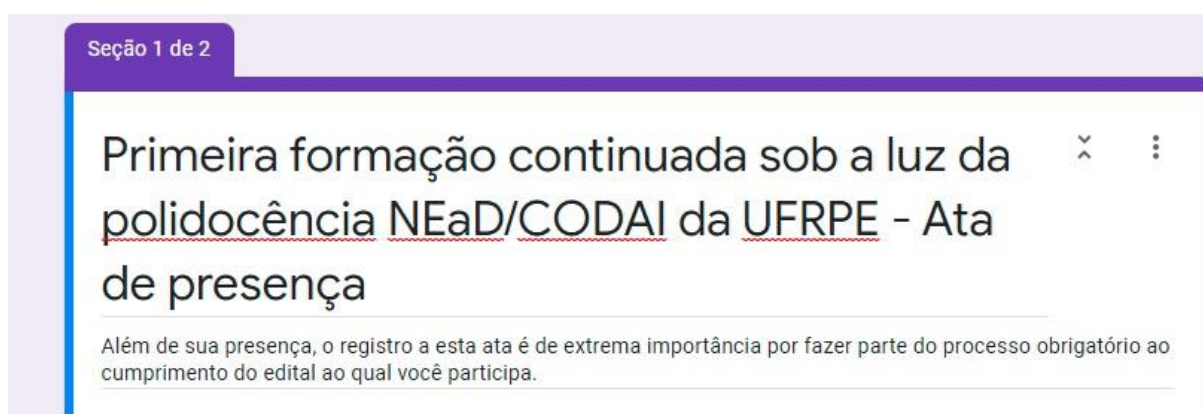 Seção 1 de 2
Primeira formação continuada sob a luz da
polidocência NEaD/CODAI da UFRPE - Ata
de presença
Além de sua presença, o registro a esta ata é de extrema importância por fazer parte do processo obrigatório ao
cumprimento do edital ao qual você participa.